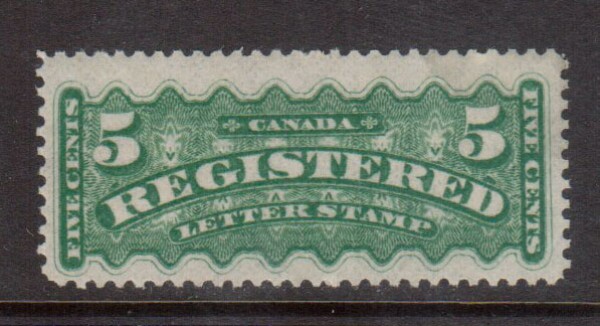 CANADA
5 5
REGISTERED
LETTER STAMP
FIVE CENTS
FIVE CENTS